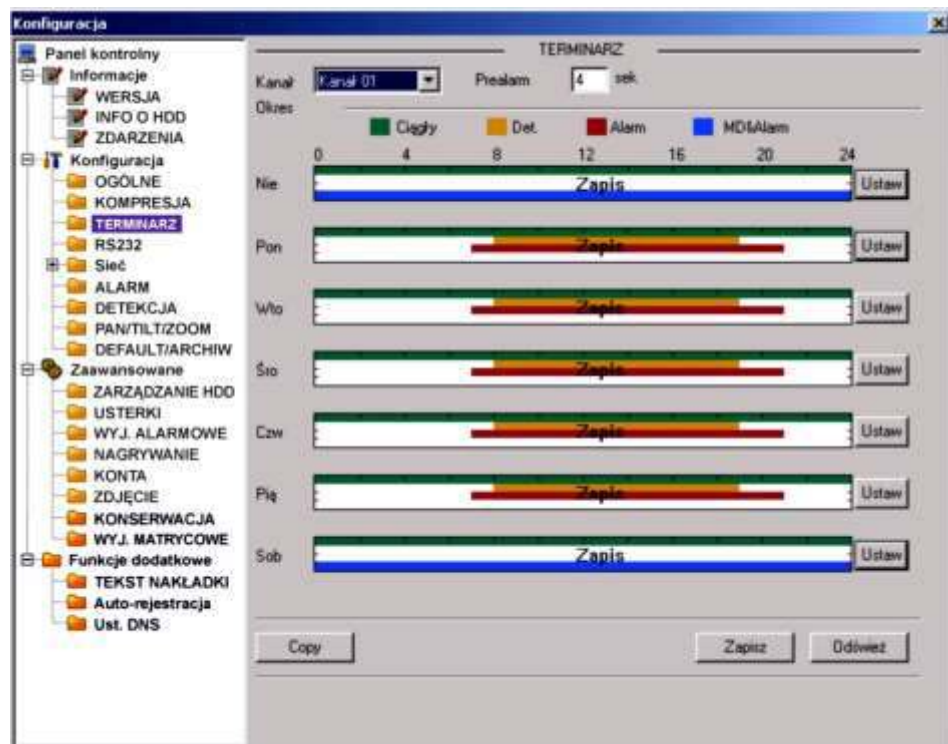 Konfiguracja
Panel kontrolny
Informacje
WERSJA
INFO O HDD
ZDARZENIA
Konfiguracja
OGÓLNE
KOMPRESJA
TERMINARZ
RS232
Sieć
ALARM
DETEKCJA
PAN/TILT/ZOOM
DEFAULT/ARCHIW
Zaawansowane
ZARZĄDZANIE HDD
USTERKI
WYJ. ALARMOWE
NAGRYWANIE
KONTA
ZDJĘCIE
KONSERWACJA
WYJ. MATRYCOWE
Funkcje dodatkowe
TEKST NAKŁADKI
Auto-rejestracja
Ust. DNS
TERMINARZ
Kanał Kanał 01 Prealarm 4 sek.
Okres
Ciągły Det. Alarm MD&Alarm
0 4 8 12 16 20 24
Nie Zapis Ustaw
Pon Zapis Ustaw
Wto Zapis Ustaw
Śro Zapis Ustaw
Czw Zapis Ustaw
Pią Zapis Ustaw
Sob Zapis Ustaw
Copy Zapisz Odśwież